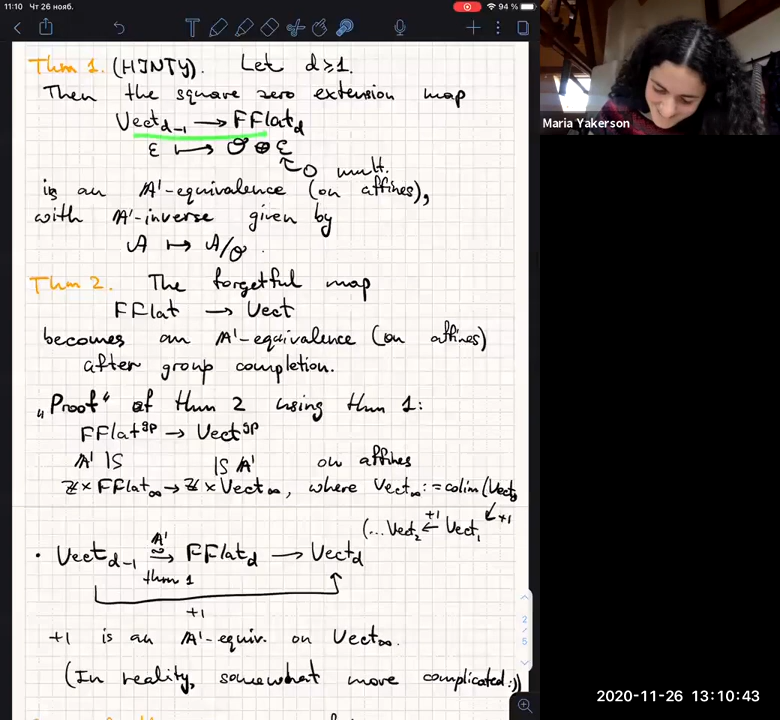 11:10 Чт 26 нояб.
94 %
Thm 1. (HJNTY). Let d ≥ 1.
Then the square zero extension map
Vect_{d-1} → FFlat_d
ℰ ↦ 𝒪 ⊕ ℰ
0 mult.
is an 𝔸¹-equivalence (on affines),
with 𝔸¹-inverse given by
𝒜 ↦ 𝒜/𝒪.
Thm 2. The forgetful map
FFlat → Vect
becomes an 𝔸¹-equivalence (on affines)
after group completion.
"Proof" of thm 2 using thm 1:
FFlat^{gp} → Vect^{gp}
𝔸¹ IS IS 𝔸¹ on affines
ℤ × FFlat_∞ → ℤ × Vect_∞, where Vect_∞ := colim (Vect₀
↙ +1
(... Vect₂ ←^{+1} Vect₁
• Vect_{d-1} →^{𝔸¹ ∼} FFlat_d → Vect_d
thm 1
+1
+1 is an 𝔸¹-equiv. on Vect_∞.
(In reality, somewhat more complicated :))
Maria Yakerson
2
5
2020-11-26 13:10:43